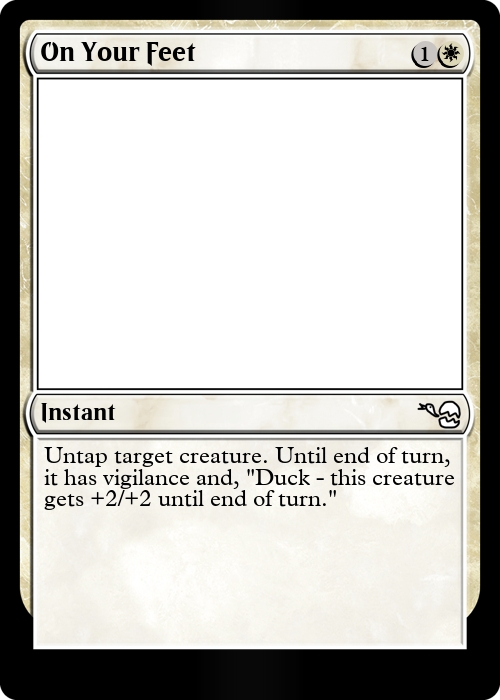 On Your Feet
1
Instant
Untap target creature. Until end of turn,
it has vigilance and, "Duck - this creature
gets +2/+2 until end of turn."